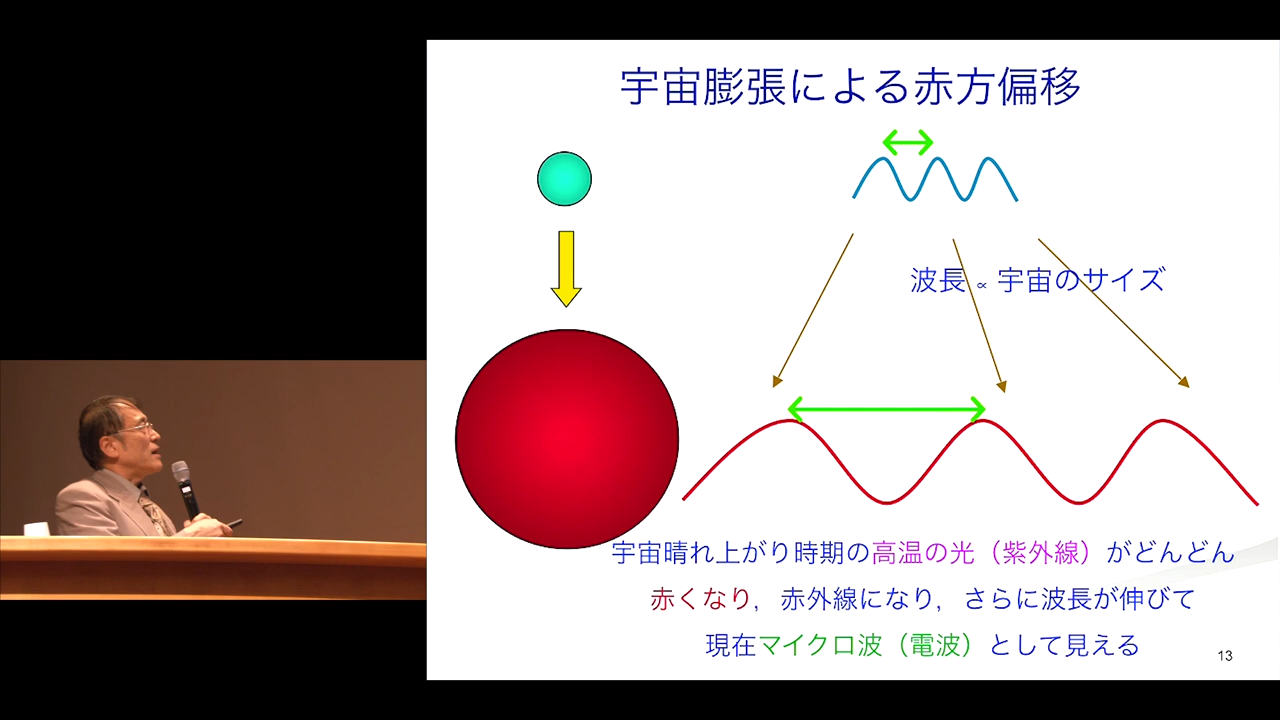 宇宙膨張による赤方偏移
波長 ∝ 宇宙のサイズ
宇宙晴れ上がり時期の高温の光（紫外線）がどんどん
赤くなり，赤外線になり，さらに波長が伸びて
現在マイクロ波（電波）として見える
13